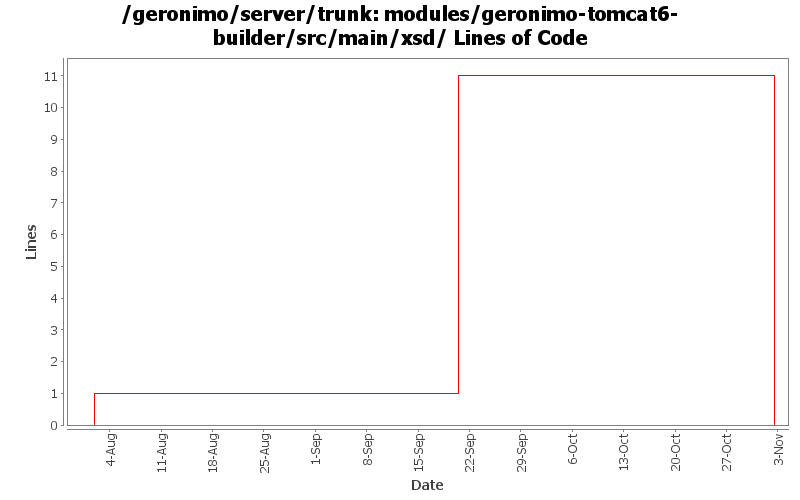 /geronimo/server/trunk: modules/geronimo-tomcat6-
builder/src/main/xsd/ Lines of Code
11
10
9
8
7
6
5
4
3
2
1
0
Lines
4-Aug
11-Aug
18-Aug
25-Aug
1-Sep
8-Sep
15-Sep
22-Sep
29-Sep
6-Oct
13-Oct
20-Oct
27-Oct
3-Nov
Date